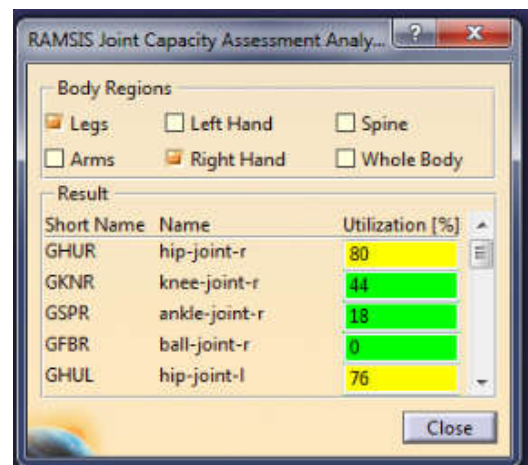 RAMSIS Joint Capacity Assessment Analy...
Body Regions
Legs Left Hand Spine
Arms Right Hand Whole Body
Result
Short Name Name Utilization [%]
GHUR hip-joint-r 80
GKNR knee-joint-r 44
GSPR ankle-joint-r 18
GFBR ball-joint-r 0
GHUL hip-joint-l 76
Close